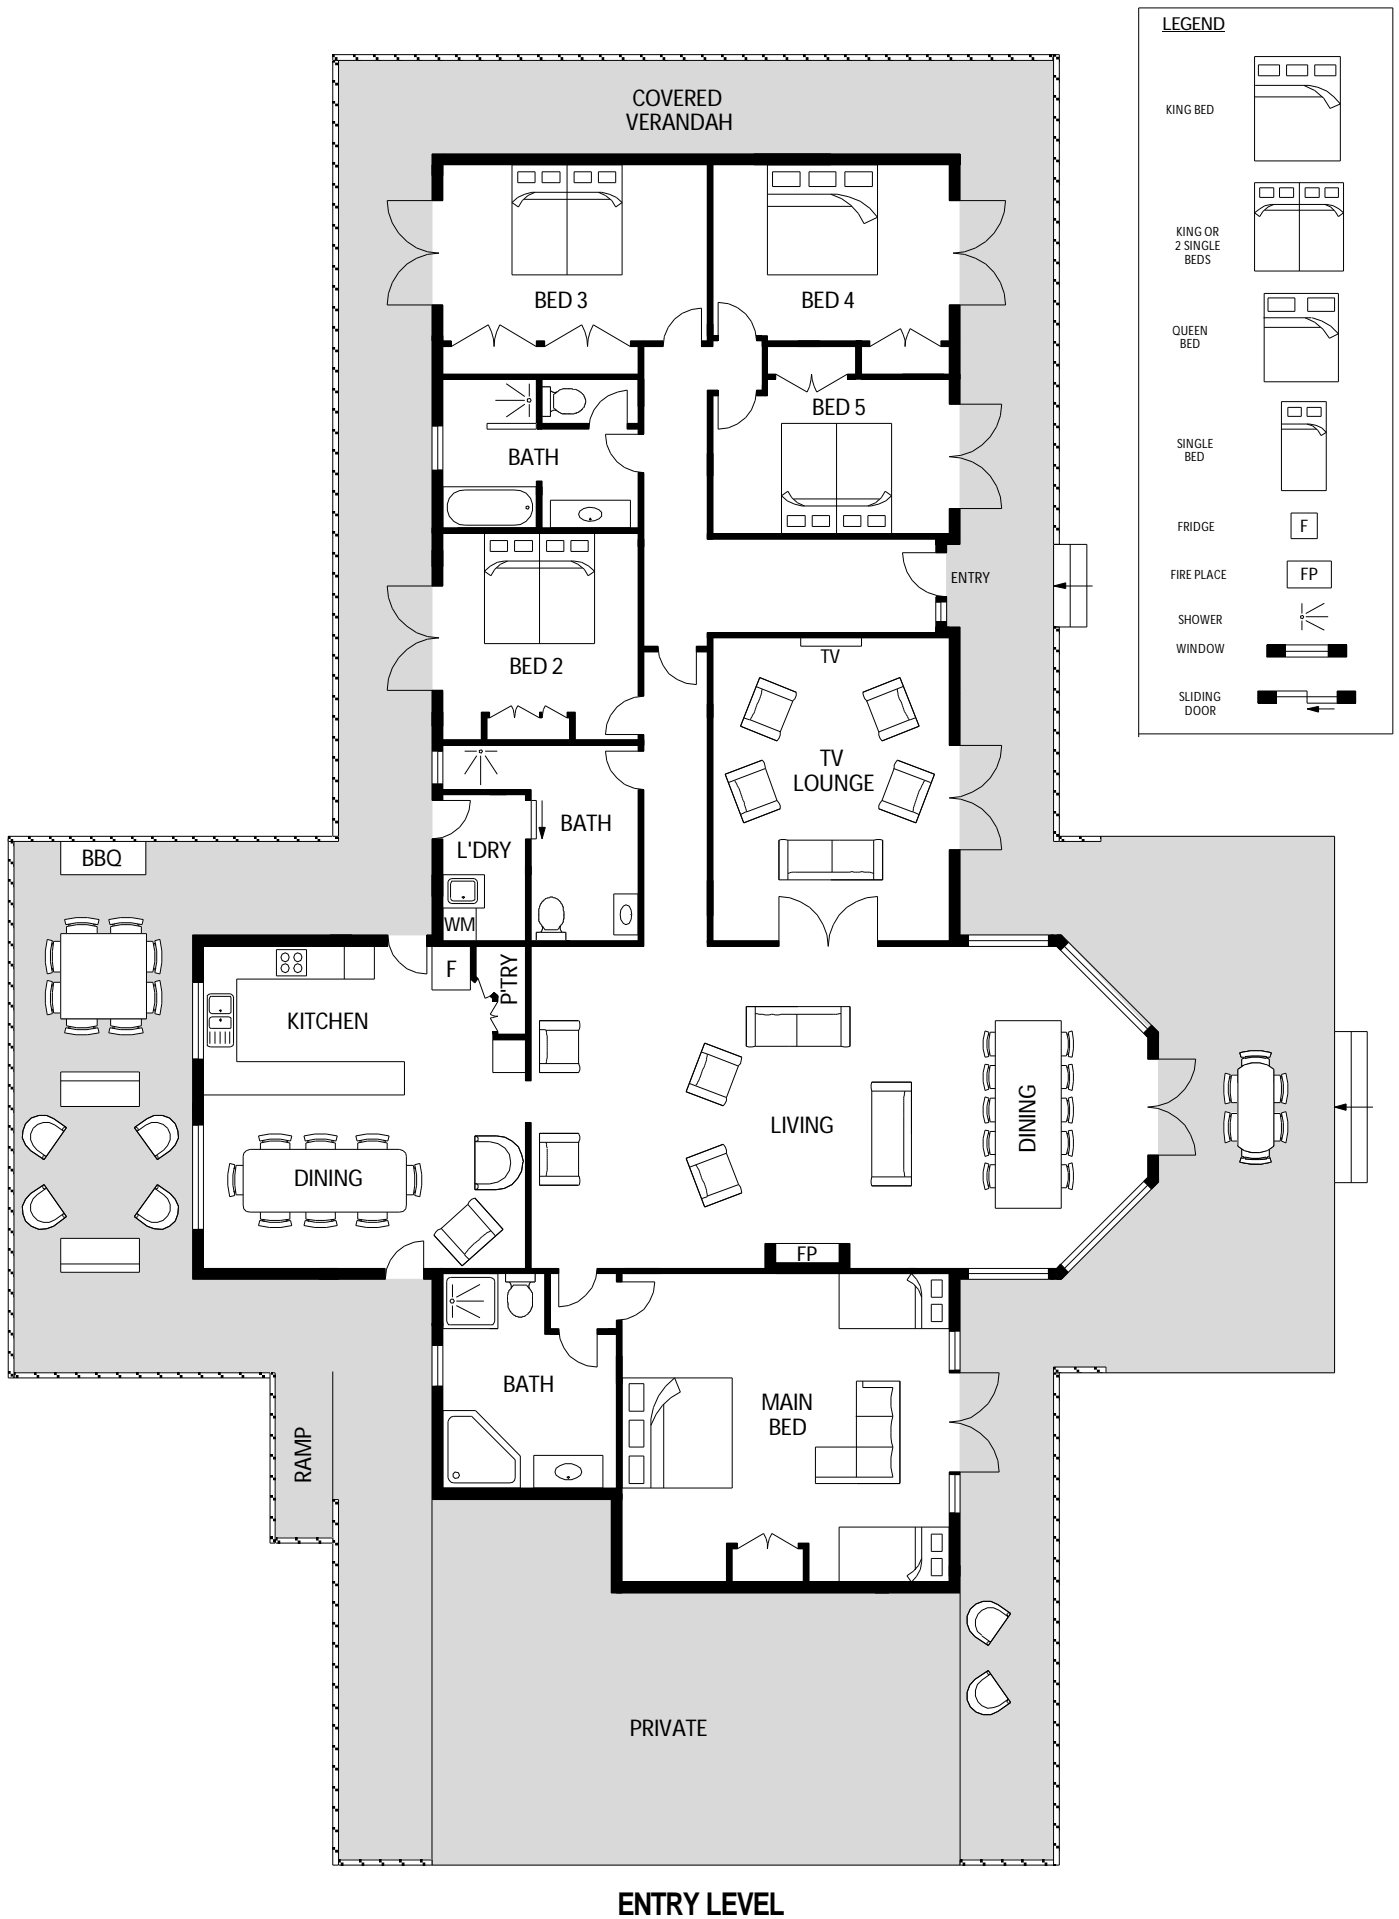 LEGEND
KING BED
KING OR
2 SINGLE
BEDS
QUEEN
BED
SINGLE
BED
FRIDGE
F
FIRE PLACE
FP
SHOWER
WINDOW
SLIDING
DOOR
COVERED
VERANDAH
BED 3
BED 4
BED 5
BATH
ENTRY
BED 2
TV
TV
LOUNGE
BATH
L'DRY
WM
BBQ
F
P'TRY
KITCHEN
LIVING
DINING
DINING
FP
BATH
MAIN
BED
RAMP
PRIVATE
ENTRY LEVEL